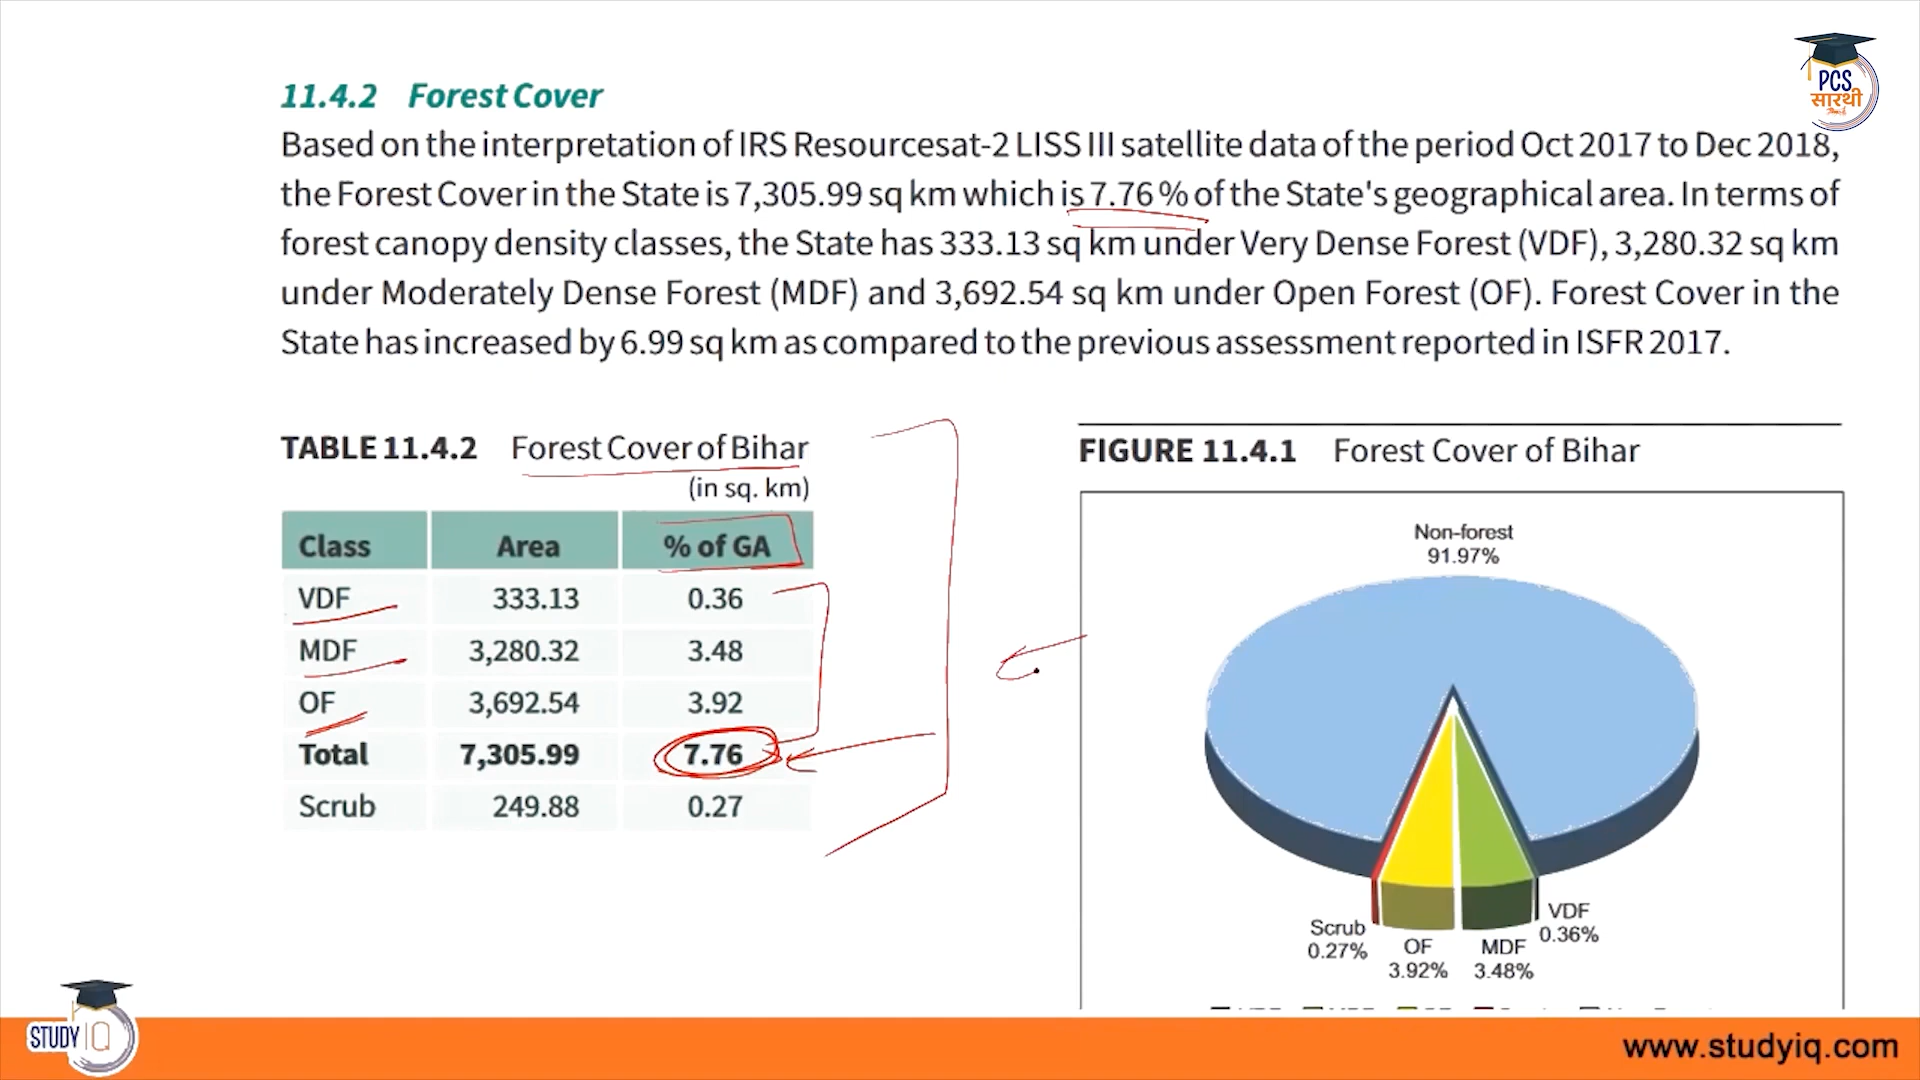 PCS
सारथी
11.4.2 Forest Cover
Based on the interpretation of IRS Resourcesat-2 LISS III satellite data of the period Oct 2017 to Dec 2018,
the Forest Cover in the State is 7,305.99 sq km which is 7.76 % of the State's geographical area. In terms of
forest canopy density classes, the State has 333.13 sq km under Very Dense Forest (VDF), 3,280.32 sq km
under Moderately Dense Forest (MDF) and 3,692.54 sq km under Open Forest (OF). Forest Cover in the
State has increased by 6.99 sq km as compared to the previous assessment reported in ISFR 2017.
TABLE 11.4.2 Forest Cover of Bihar
(in sq. km)
Class Area % of GA
VDF 333.13 0.36
MDF 3,280.32 3.48
OF 3,692.54 3.92
Total 7,305.99 7.76
Scrub 249.88 0.27
FIGURE 11.4.1 Forest Cover of Bihar
Non-forest
91.97%
Scrub
0.27%
OF
3.92%
MDF
3.48%
VDF
0.36%
STUDY IQ
www.studyiq.com